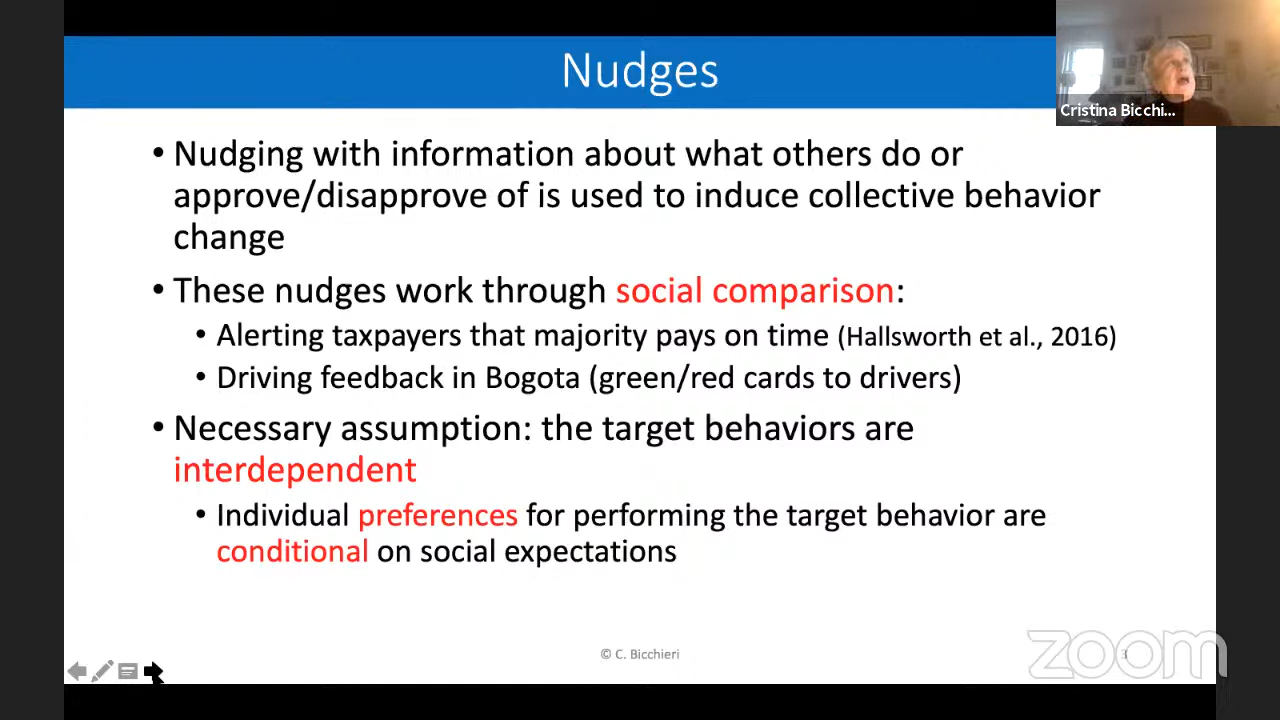 Nudges
Cristina Bicchi...
• Nudging with information about what others do or
approve/disapprove of is used to induce collective behavior
change
• These nudges work through social comparison:
• Alerting taxpayers that majority pays on time (Hallsworth et al., 2016)
• Driving feedback in Bogota (green/red cards to drivers)
• Necessary assumption: the target behaviors are
interdependent
• Individual preferences for performing the target behavior are
conditional on social expectations
© C. Bicchieri
3
zoom